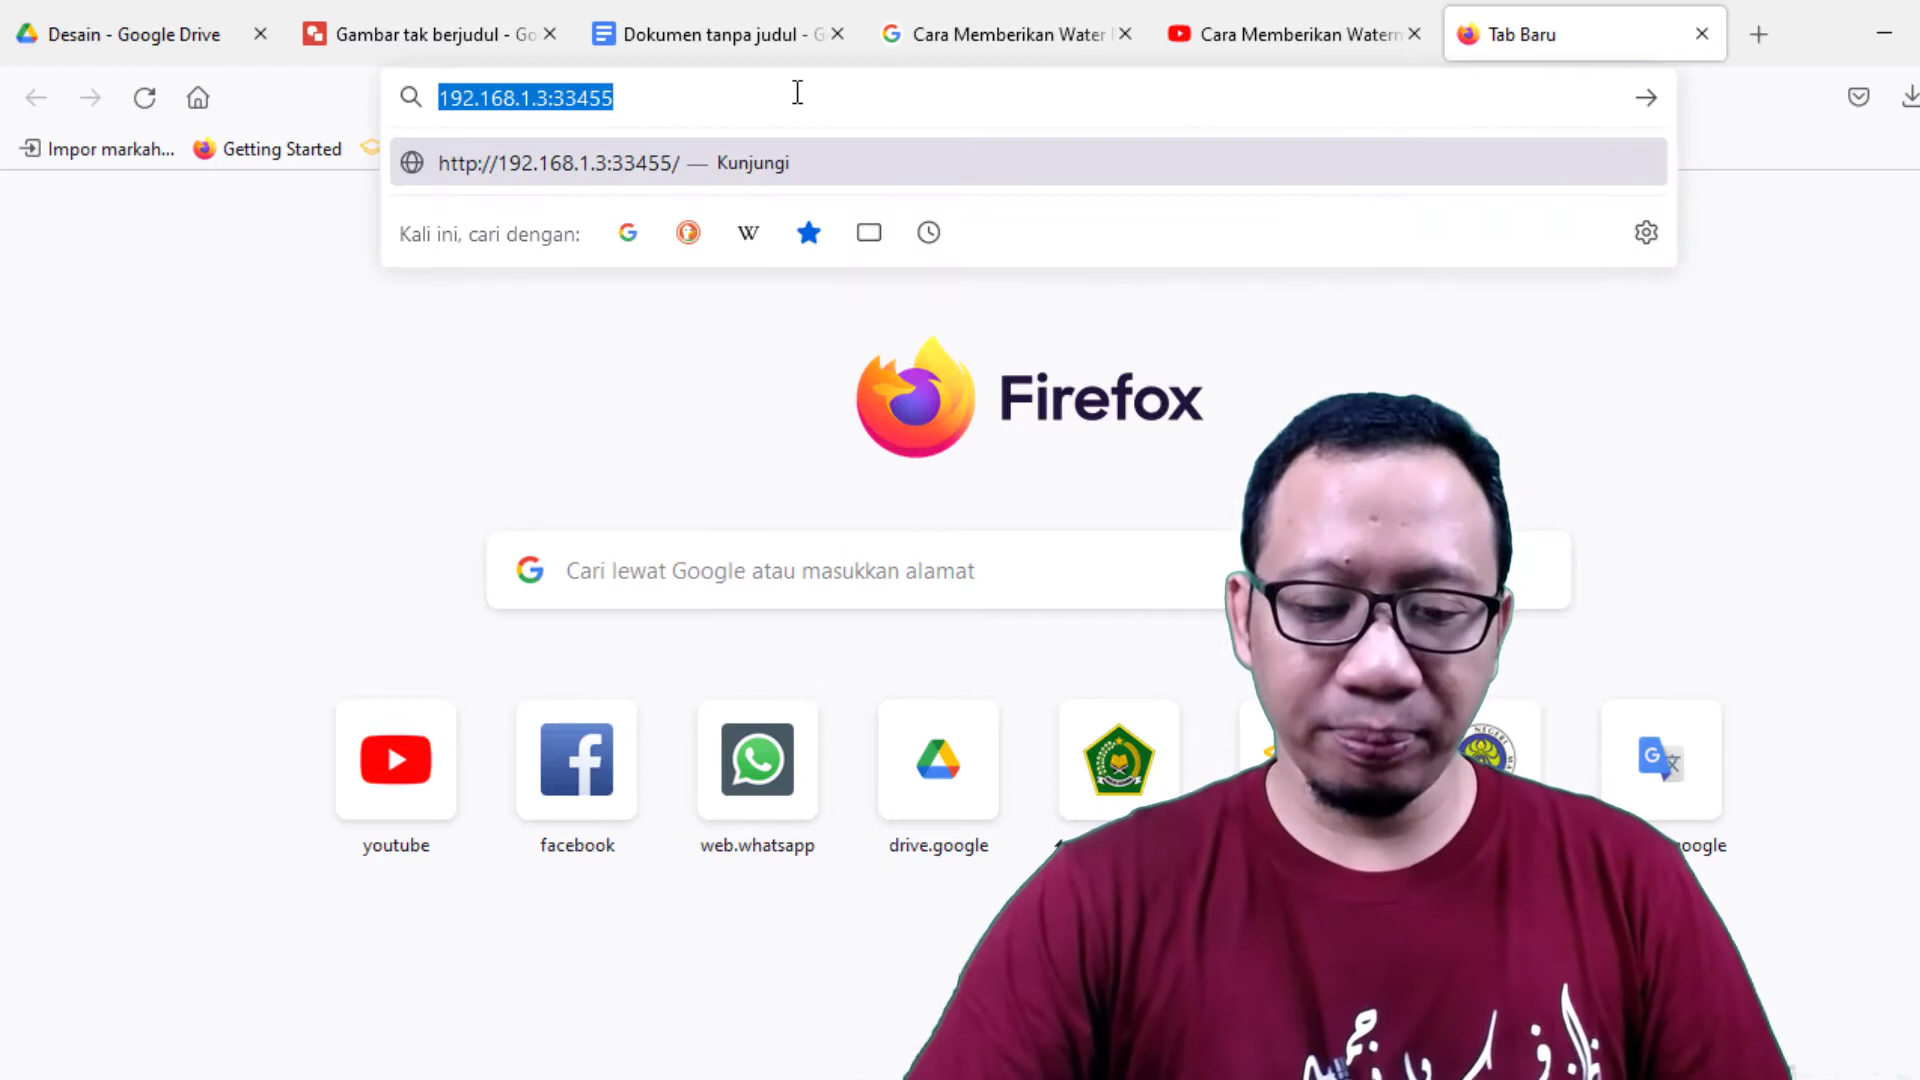 Desain - Google Drive
Gambar tak berjudul - Go
Dokumen tanpa judul - G
Cara Memberikan Water
Cara Memberikan Watern
Tab Baru
192.168.1.3:33455
Impor markah...
Getting Started
http://192.168.1.3:33455/ — Kunjungi
Kali ini, cari dengan:
W
Firefox
Cari lewat Google atau masukkan alamat
youtube
facebook
web.whatsapp
drive.google
oogle